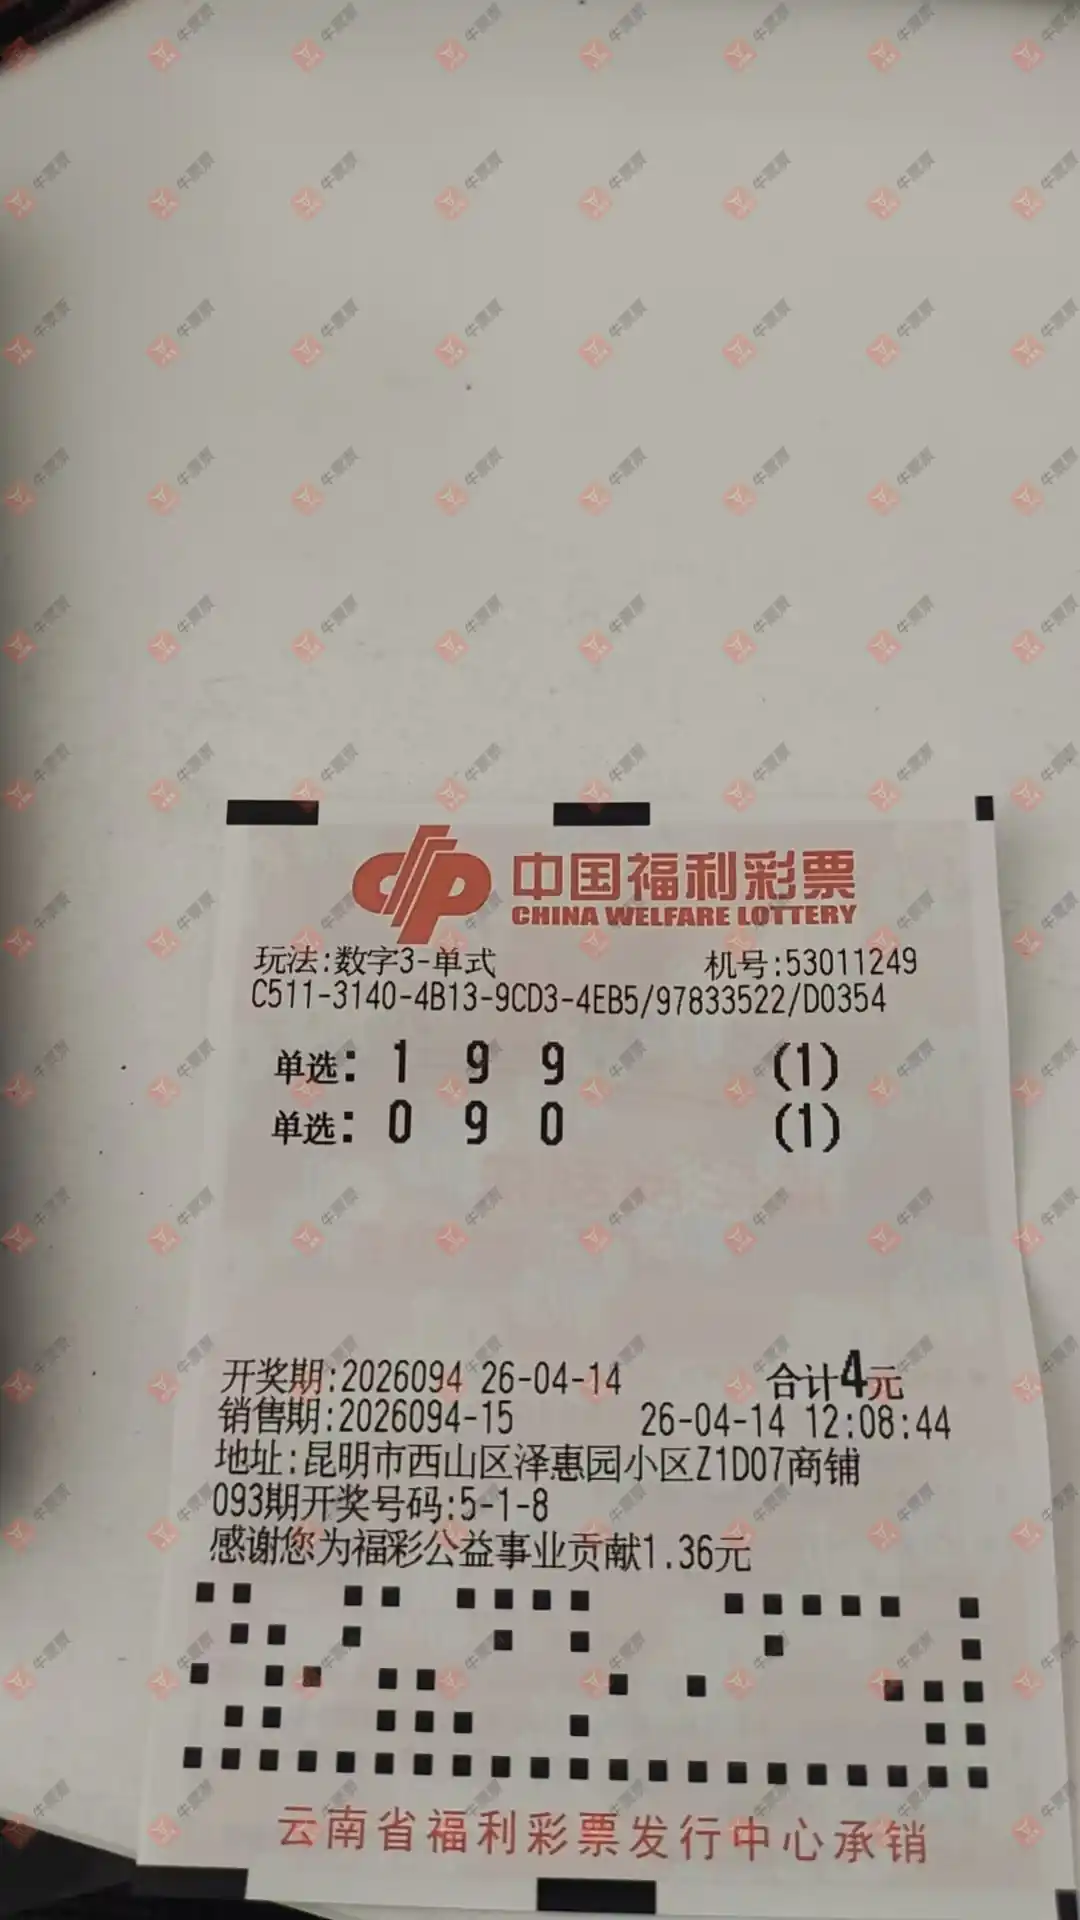 中国福利彩票
CHINA WELFARE LOTTERY
玩法:数字3-单式 机号:53011249
C511-3140-4B13-9CD3-4EB5/97833522/D0354
单选: 1 9 9 (1)
单选: 0 9 0 (1)
开奖期:2026094 26-04-14 合计4元
销售期:2026094-15 26-04-14 12:08:44
地址:昆明市西山区泽惠园小区Z1D07商铺
093期开奖号码:5-1-8
感谢您为福彩公益事业贡献1.36元
云南省福利彩票发行中心承销
牛票票